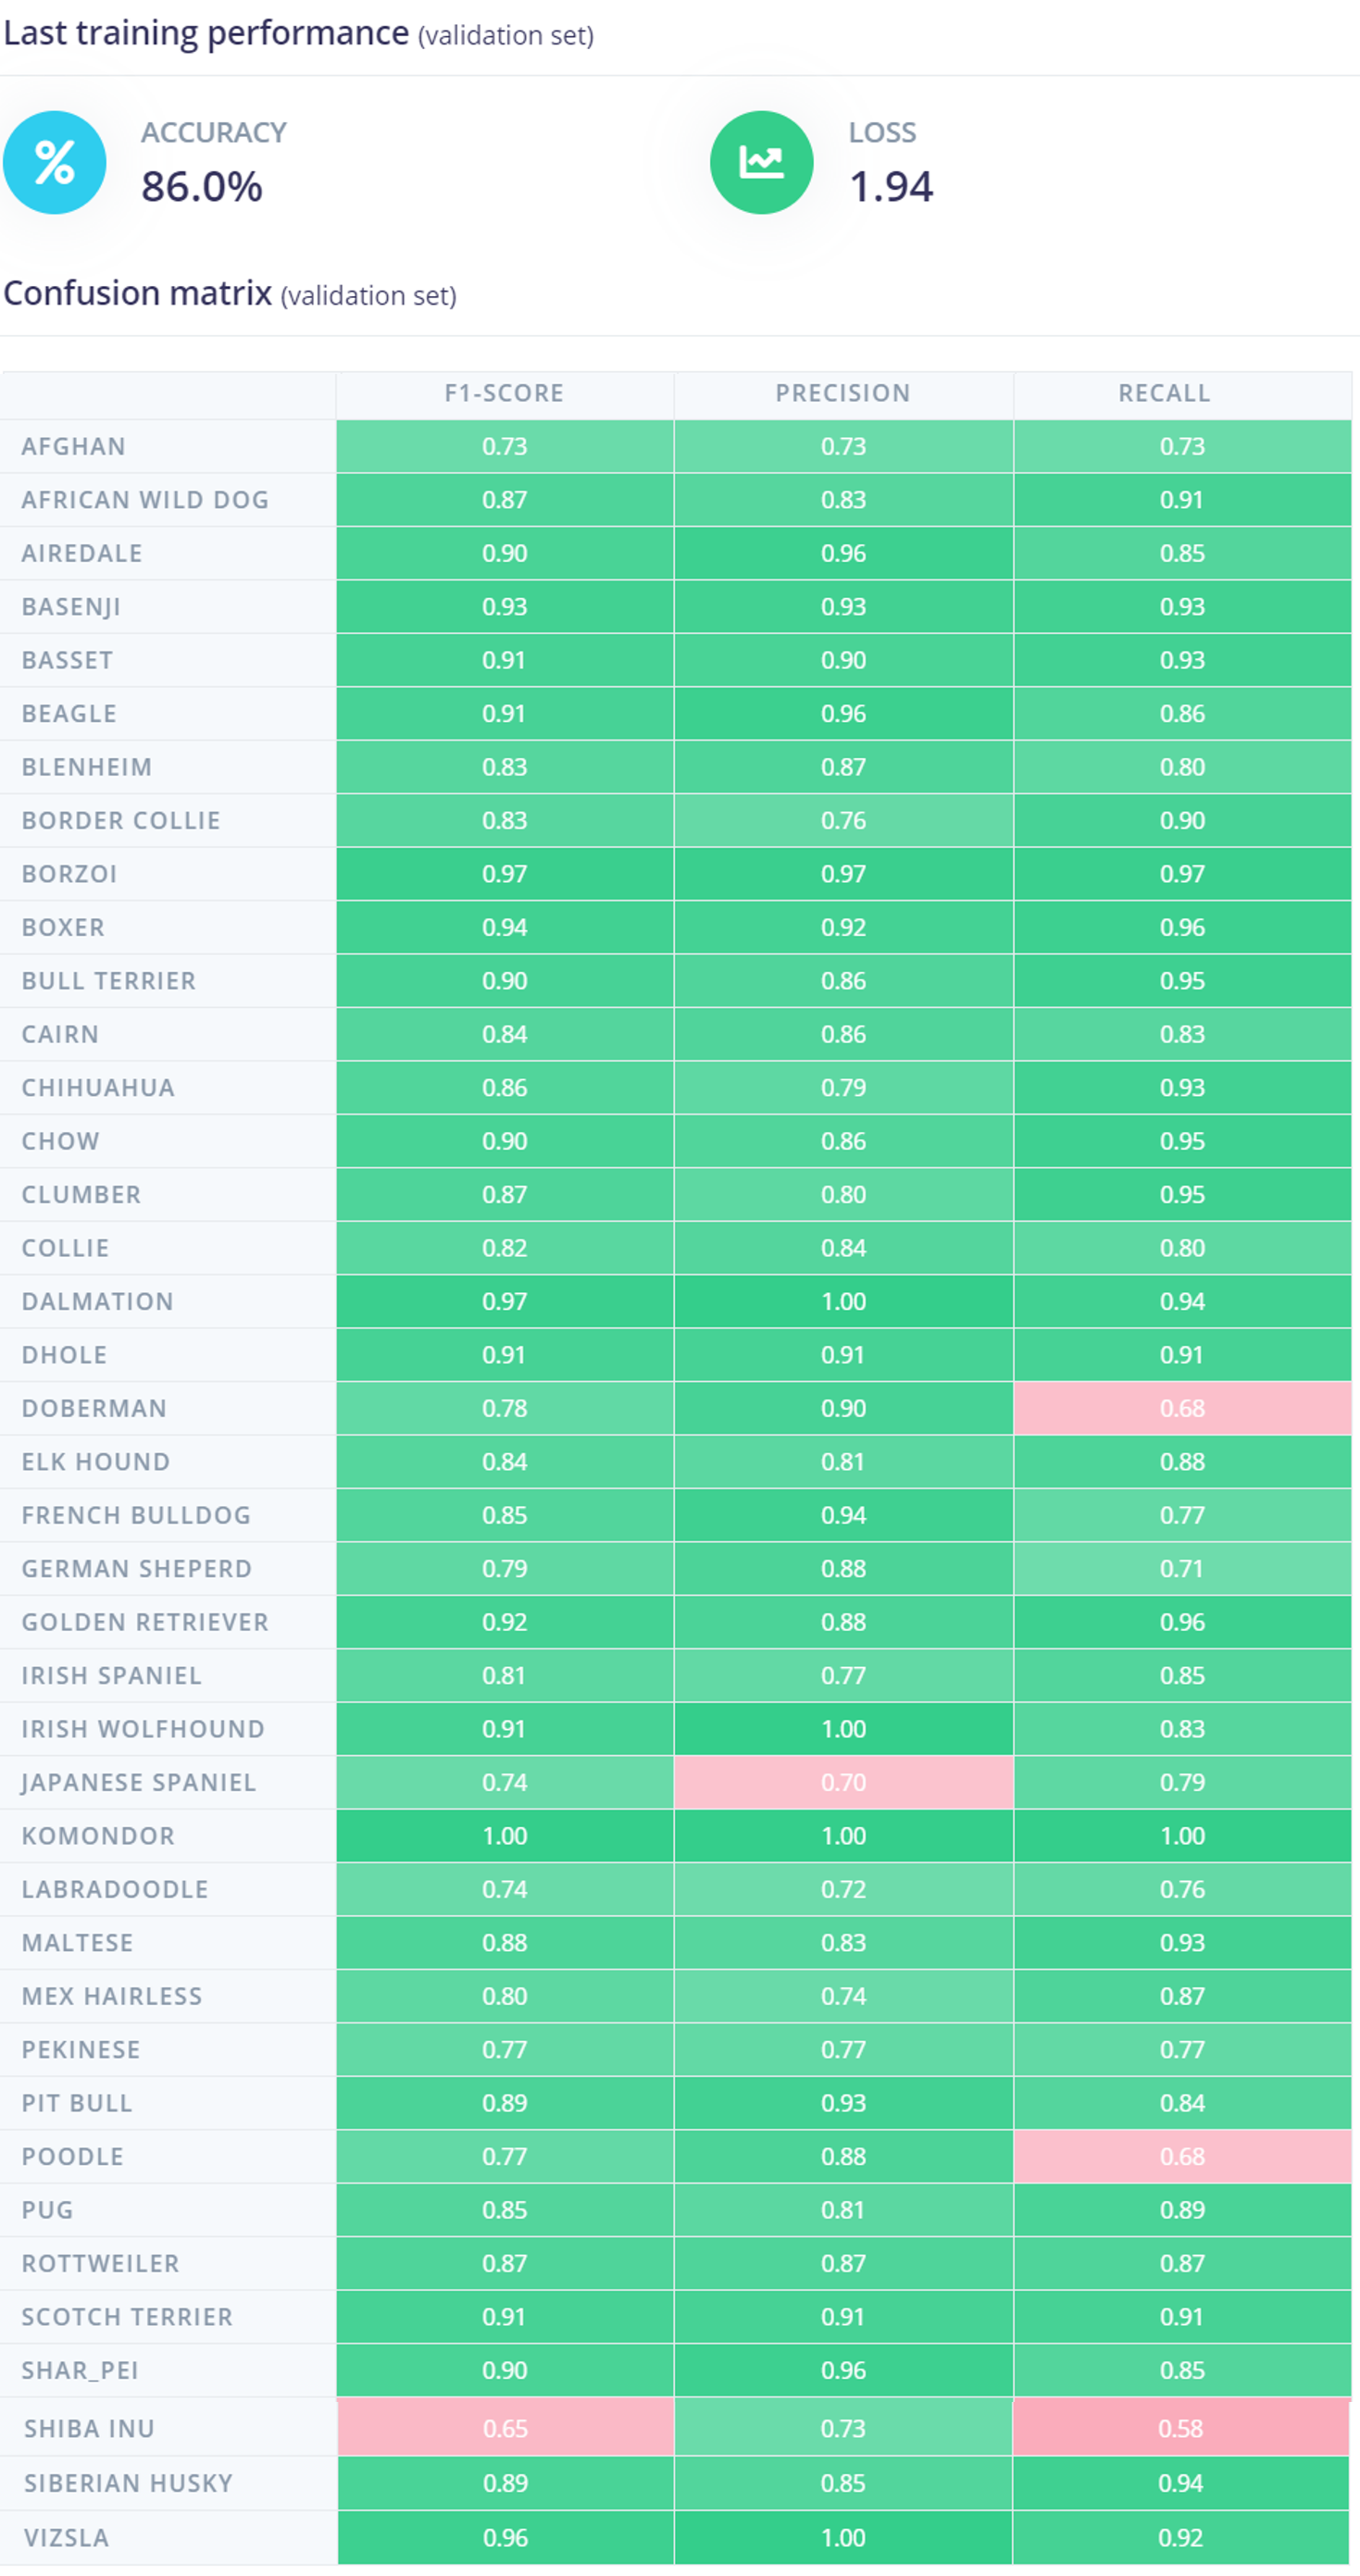 Last training performance (validation set)
ACCURACY
86.0%
LOSS
1.94
Confusion matrix (validation set)
F1-SCORE PRECISION RECALL
AFGHAN 0.73 0.73 0.73
AFRICAN WILD DOG 0.87 0.83 0.91
AIREDALE 0.90 0.96 0.85
BASENJI 0.93 0.93 0.93
BASSET 0.91 0.90 0.93
BEAGLE 0.91 0.96 0.86
BLENHEIM 0.83 0.87 0.80
BORDER COLLIE 0.83 0.76 0.90
BORZOI 0.97 0.97 0.97
BOXER 0.94 0.92 0.96
BULL TERRIER 0.90 0.86 0.95
CAIRN 0.84 0.86 0.83
CHIHUAHUA 0.86 0.79 0.93
CHOW 0.90 0.86 0.95
CLUMBER 0.87 0.80 0.95
COLLIE 0.82 0.84 0.80
DALMATION 0.97 1.00 0.94
DHOLE 0.91 0.91 0.91
DOBERMAN 0.78 0.90 0.68
ELK HOUND 0.84 0.81 0.88
FRENCH BULLDOG 0.85 0.94 0.77
GERMAN SHEPERD 0.79 0.88 0.71
GOLDEN RETRIEVER 0.92 0.88 0.96
IRISH SPANIEL 0.81 0.77 0.85
IRISH WOLFHOUND 0.91 1.00 0.83
JAPANESE SPANIEL 0.74 0.70 0.79
KOMONDOR 1.00 1.00 1.00
LABRADOODLE 0.74 0.72 0.76
MALTESE 0.88 0.83 0.93
MEX HAIRLESS 0.80 0.74 0.87
PEKINESE 0.77 0.77 0.77
PIT BULL 0.89 0.93 0.84
POODLE 0.77 0.88 0.68
PUG 0.85 0.81 0.89
ROTTWEILER 0.87 0.87 0.87
SCOTCH TERRIER 0.91 0.91 0.91
SHAR_PEI 0.90 0.96 0.85
SHIBA INU 0.65 0.73 0.58
SIBERIAN HUSKY 0.89 0.85 0.94
VIZSLA 0.96 1.00 0.92